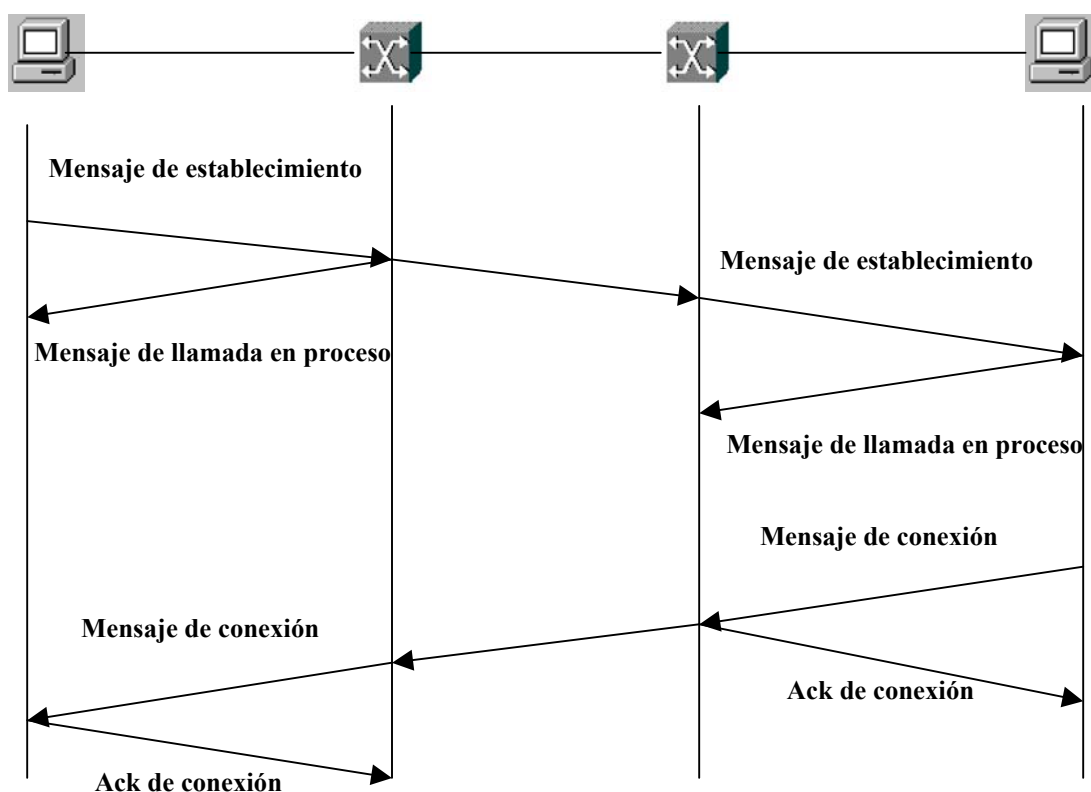 Mensaje de establecimiento
Mensaje de establecimiento
Mensaje de llamada en proceso
Mensaje de llamada en proceso
Mensaje de conexión
Mensaje de conexión
Ack de conexión
Ack de conexión